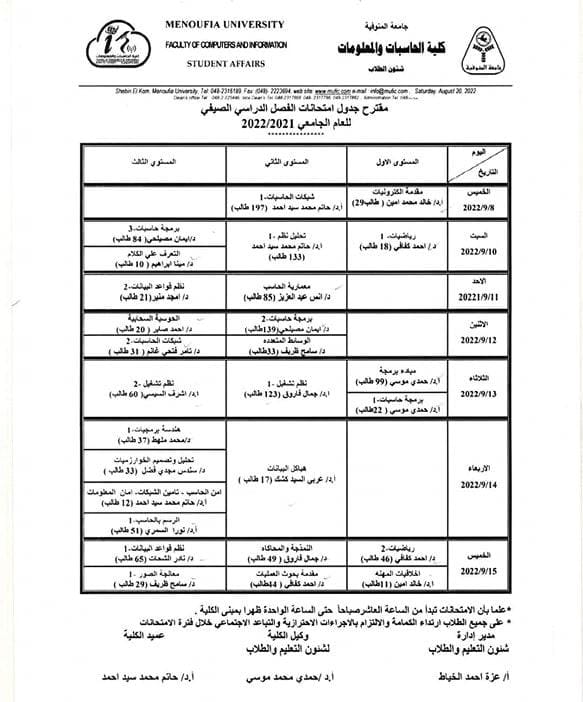 MENOUFIA UNIVERSITY
FACULTY OF COMPUTERS AND INFORMATION
STUDENT AFFAIRS
جامعة المنوفية
كلية الحاسبات والمعلومات
شئون الطلاب
جامعة المنوفية
Shebin El Kom, Menoufia University, Tel: 048-2316189, Fax: (048)- 2223694, web site: www.mufic.com e-mail : info@mufic.com , Saturday, August 20, 2022
مقترح جدول امتحانات الفصل الدراسي الصيفي
للعام الجامعي 2022/2021
اليوم
التاريخ
المستوى الاول
المستوى الثاني
المستوى الثالث
الخميس
2022/9/8
مقدمة الكترونيات
أ.د/ خالد محمد امين ( طالب29)
شبكات الحاسبات-1
أ.د/ حاتم محمد سيد احمد (197 طالب)
السبت
2022/9/10
رياضيات- 1
د/ احمد كفافي (18 طالب)
تحليل نظم -1
أ.د/ حاتم محمد سيد احمد
(133 طالب)
برمجة حاسبات-3
د/ايمان مصيلحي( 84 طالب)
التعرف علي الكلام
د/ مينا ابراهيم ( 10 طالب)
الاحد
20221/9/11
معمارية الحاسب
د/ انس عبد العزيز (85 طالب)
نظم قواعد البيانات-2
د/ امجد منير(21 طالب)
الاثنين
2022/9/12
برمجة حاسبات-2
د/ ايمان مصيلحي(139طالب)
الوسائط المتعدده
د/ سامح ظريف (33طالب)
الحوسبة السحابية
د/ احمد صابر ( 20 طالب)
شبكات الحاسبات-2
د/ تامر فتحي غانم ( 31 طالب)
الثلاثاء
2022/9/13
مباده برمجة
أ.د/ حمدي موسي (99 طالب)
برمجة حاسبات-1
أ.د/ حمدي موسي ( 22طالب)
نظم تشغيل -1
أ.د/ جمال فاروق (123 طالب)
نظم تشغيل -2
أ.د/ اشرف السيسي( 60 طالب)
الاربعاء
2022/9/14
هياكل البيانات
أ.د/ عربي السيد كشك (17 طالب )
هندسة برمجيات-1
د/محمد ملهط (37 طالب)
تحليل وتصميم الخوارزميات
د/ سندس مجدي فضل (33 طالب )
امن الحاسب - تامين الشبكات- امان المعلومات
أ.د/ حاتم محمد سيد احمد (12 طالب)
الرسم بالحاسب-1
أ.د/ نورا السمري (51 طالب)
الخميس
2022/9/15
رياضيات-2
د/ احمد كفافي (46 طالب)
اخلاقيات المهنه
أ.د/ خالد امين (11طالب)
النمذجة والمحاكاه
د/ جمال فاروق ( 49 طالب)
مقدمة بحوث العمليات
د/ احمد كفافي (44طالب )
نظم قواعد البيانات-1
د/ نادر الشحات (65 طالب)
معالجة الصور -1
د/ سامح ظريف (29 طالب )
*علما بأن الامتحانات تبدأ من الساعة العاشرصباحاً حتى الساعة الواحدة ظهرا بمبنى الكلية .
* على جميع الطلاب ارتداء الكمامة والالتزام بالاجراءات الاحترازية والتباعد الاجتماعي خلال فترة الامتحانات
مدير إدارة
شئون التعليم والطلاب
وكيل الكلية
لشئون التعليم والطلاب
عميد الكلية
أ/ عزة احمد الخياط
أ.د/حمدي محمد موسي
أ.د/ حاتم محمد سيد احمد